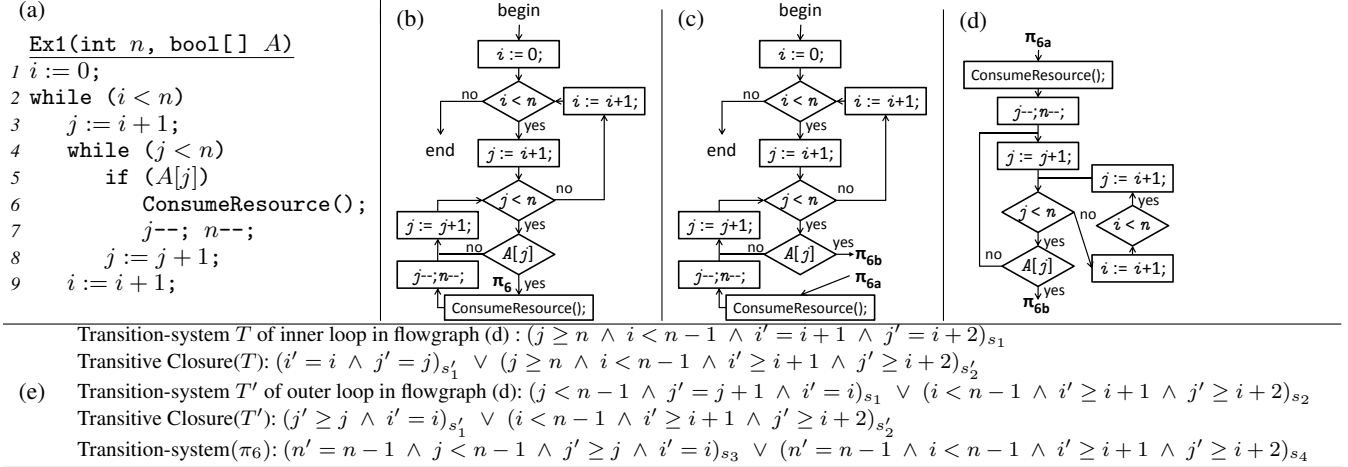 (a)
Ex1(int n, bool[] A)
1 i := 0;
2 while (i < n)
3 j := i + 1;
4 while (j < n)
5 if (A[j])
6 ConsumeResource();
7 j--; n--;
8 j := j + 1;
9 i := i + 1;
(b)
begin
i := 0;
no
i < n
i := i+1;
yes
end
j := i+1;
no
j < n
yes
j := j+1;
no
A[j]
j--;n--;
π6
yes
ConsumeResource();
(c)
begin
i := 0;
no
i < n
i := i+1;
yes
end
j := i+1;
no
j < n
yes
j := j+1;
no
A[j]
yes
π6b
j--;n--;
π6a
ConsumeResource();
(d)
π6a
ConsumeResource();
j--;n--;
j := j+1;
j := i+1;
yes
j < n
no
i < n
yes
no
A[j]
i := i+1;
yes
π6b
(e)
Transition-system T of inner loop in flowgraph (d) : (j ≥ n ∧ i < n − 1 ∧ i′ = i + 1 ∧ j′ = i + 2)s1
Transitive Closure(T): (i′ = i ∧ j′ = j)s′1 ∨ (j ≥ n ∧ i < n − 1 ∧ i′ ≥ i + 1 ∧ j′ ≥ i + 2)s′2
Transition-system T′ of outer loop in flowgraph (d): (j < n − 1 ∧ j′ = j + 1 ∧ i′ = i)s1 ∨ (i < n − 1 ∧ i′ ≥ i + 1 ∧ j′ ≥ i + 2)s2
Transitive Closure(T′): (j′ ≥ j ∧ i′ = i)s′1 ∨ (i < n − 1 ∧ i′ ≥ i + 1 ∧ j′ ≥ i + 2)s′2
Transition-system(π6): (n′ = n − 1 ∧ j < n − 1 ∧ j′ ≥ j ∧ i′ = i)s3 ∨ (n′ = n − 1 ∧ i < n − 1 ∧ i′ ≥ i + 1 ∧ j′ ≥ i + 2)s4